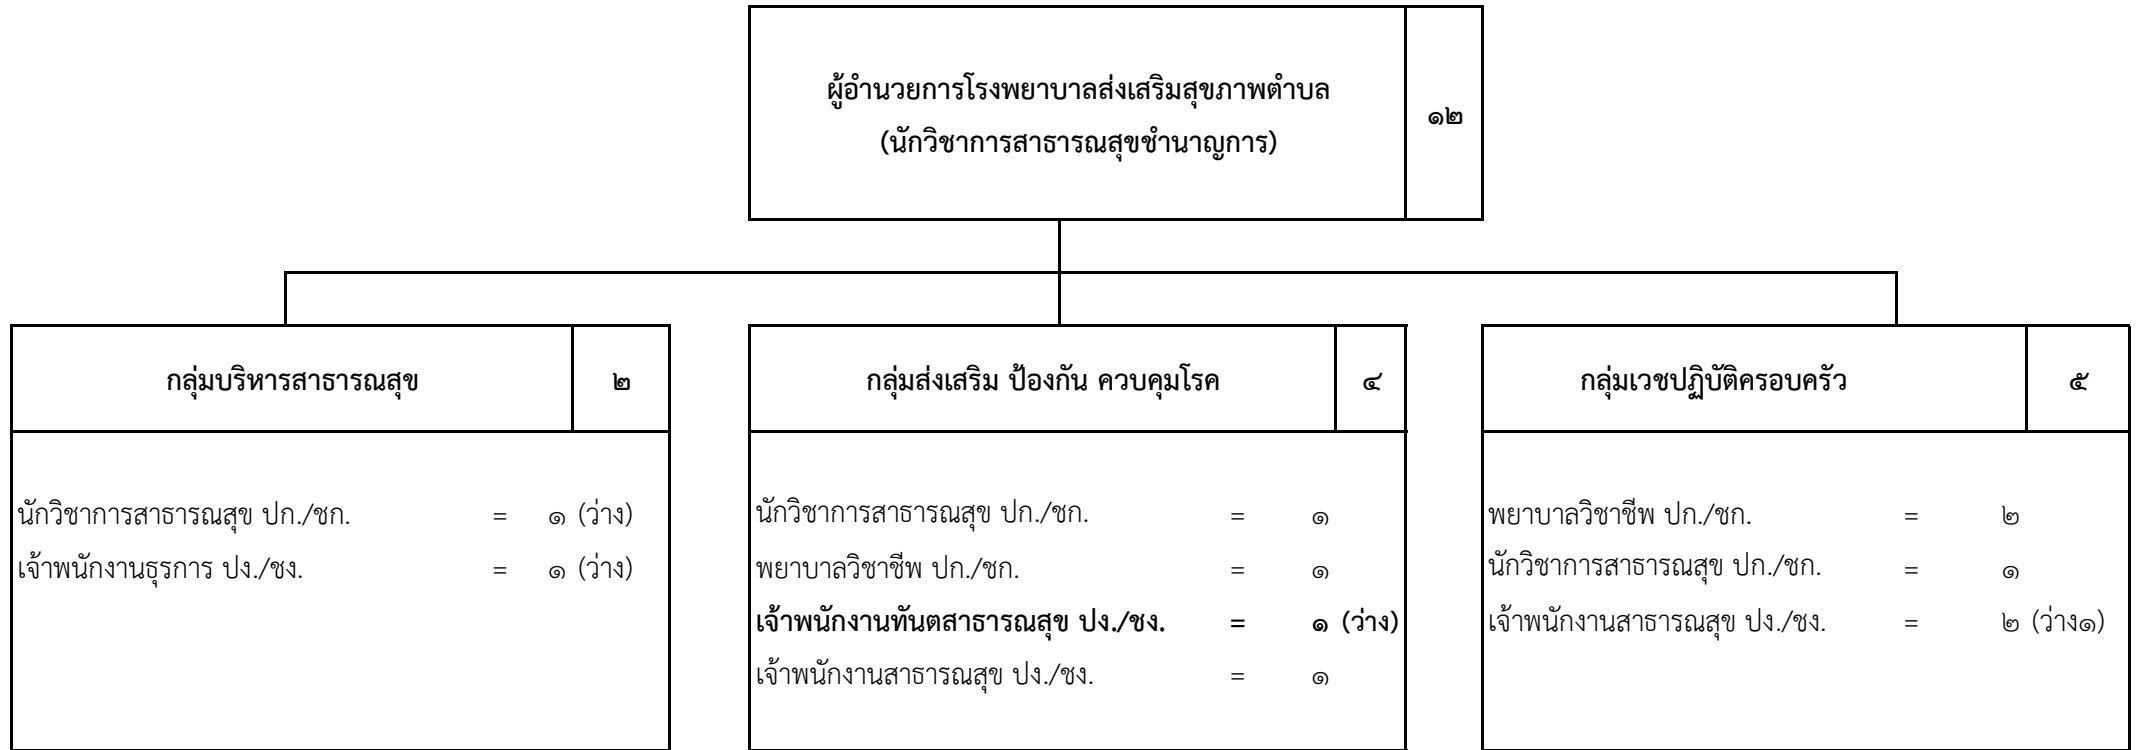 ผู้อำนวยการโรงพยาบาลส่งเสริมสุขภาพตำบล
(นักวิชาการสาธารณสุขชำนาญการ)
๑๒
กลุ่มบริหารสาธารณสุข ๒
นักวิชาการสาธารณสุข ปก./ชก. = ๑ (ว่าง)
เจ้าพนักงานธุรการ ปง./ชง. = ๑ (ว่าง)
กลุ่มส่งเสริม ป้องกัน ควบคุมโรค ๔
นักวิชาการสาธารณสุข ปก./ชก. = ๑
พยาบาลวิชาชีพ ปก./ชก. = ๑
เจ้าพนักงานทันตสาธารณสุข ปง./ชง. = ๑ (ว่าง)
เจ้าพนักงานสาธารณสุข ปง./ชง. = ๑
กลุ่มเวชปฏิบัติครอบครัว ๕
พยาบาลวิชาชีพ ปก./ชก. = ๒
นักวิชาการสาธารณสุข ปก./ชก. = ๑
เจ้าพนักงานสาธารณสุข ปง./ชง. = ๒ (ว่าง๑)